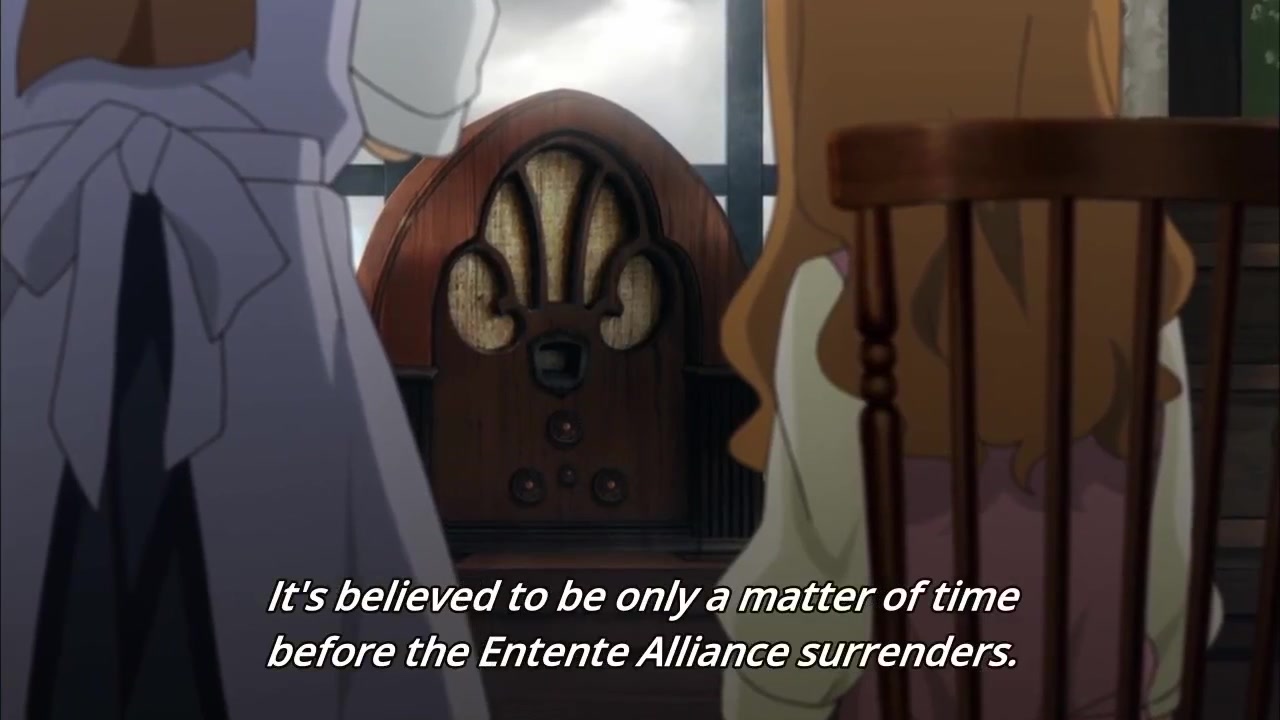 It's believed to be only a matter of time
before the Entente Alliance surrenders.